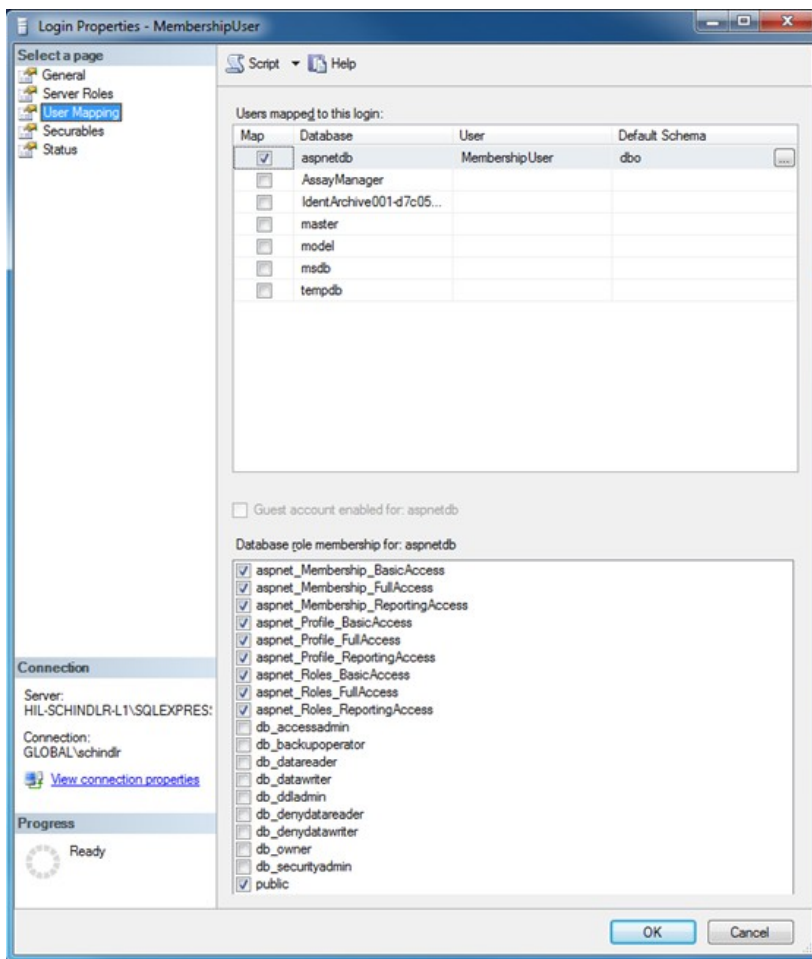 Login Properties - MembershipUser
Select a page
General
Server Roles
User Mapping
Securables
Status
Script Help
Users mapped to this login:
Map Database User Default Schema
aspnetdb MembershipUser dbo ...
AssayManager
IdentArchive001-d7c05...
master
model
msdb
tempdb
Guest account enabled for: aspnetdb
Database role membership for: aspnetdb
aspnet_Membership_BasicAccess
aspnet_Membership_FullAccess
aspnet_Membership_ReportingAccess
aspnet_Profile_BasicAccess
aspnet_Profile_FullAccess
aspnet_Profile_ReportingAccess
aspnet_Roles_BasicAccess
aspnet_Roles_FullAccess
aspnet_Roles_ReportingAccess
db_accessadmin
db_backupoperator
db_datareader
db_datawriter
db_ddladmin
db_denydatareader
db_denydatawriter
db_owner
db_securityadmin
public
Connection
Server:
HIL-SCHINDLR-L1\SQLEXPRES:
Connection:
GLOBAL\schindlr
View connection properties
Progress
Ready
OK Cancel